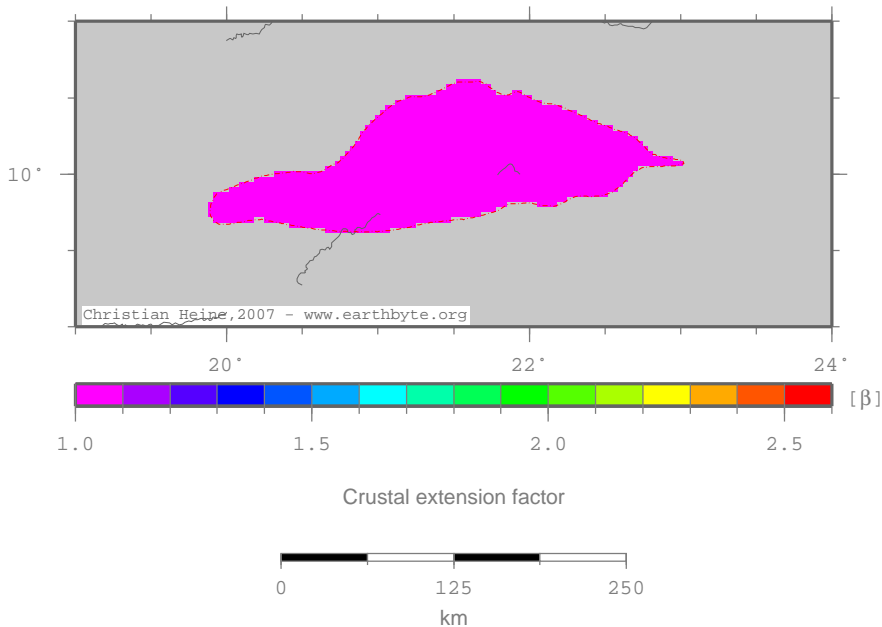 10°
Christian Heine,2007 - www.earthbyte.org
20° 22° 24°
[β]
1.0 1.5 2.0 2.5
Crustal extension factor
0 125 250
km